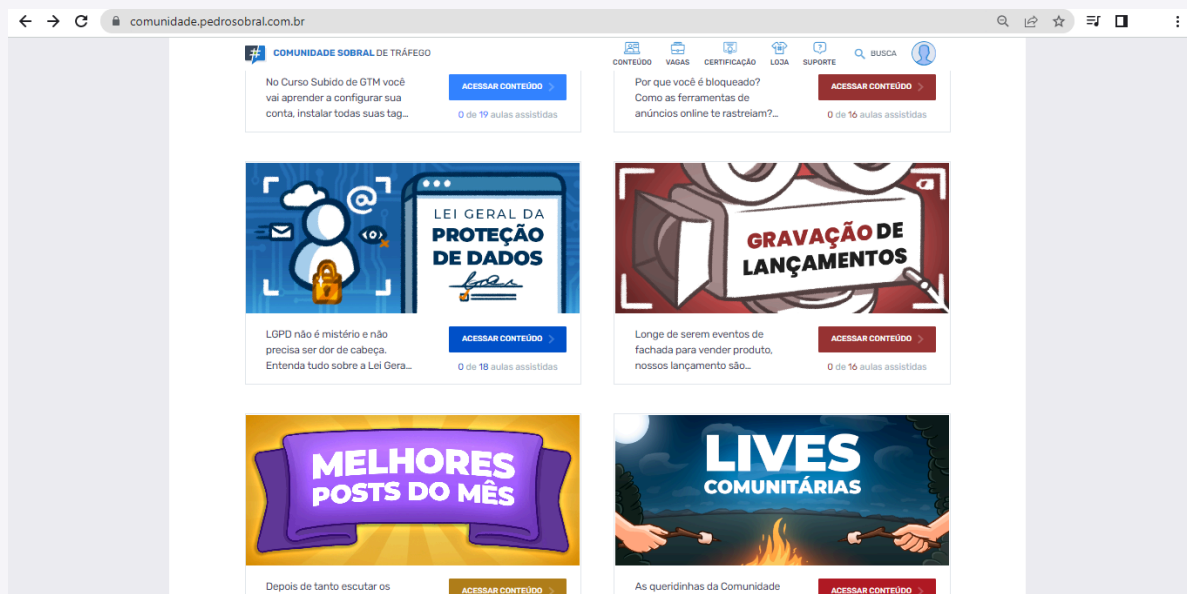 comunidade.pedrosobral.com.br
# COMUNIDADE SOBRAL DE TRÁFEGO
CONTEÚDO VAGAS CERTIFICAÇÃO LOJA SUPORTE BUSCA
No Curso Subido de GTM você
vai aprender a configurar sua
conta, instalar todas suas tag...
ACESSAR CONTEÚDO
0 de 19 aulas assistidas
Por que você é bloqueado?
Como as ferramentas de
anúncios online te rastreiam?...
ACESSAR CONTEÚDO
0 de 16 aulas assistidas
LEI GERAL DA
PROTEÇÃO
DE DADOS
LGPD não é mistério e não
precisa ser dor de cabeça.
Entenda tudo sobre a Lei Gera...
ACESSAR CONTEÚDO
0 de 18 aulas assistidas
GRAVAÇÃO DE
LANÇAMENTOS
Longe de serem eventos de
fachada para vender produto,
nossos lançamento são...
ACESSAR CONTEÚDO
0 de 16 aulas assistidas
MELHORES
POSTS DO MÊS
Depois de tanto escutar os
ACESSAR CONTEÚDO
LIVES
COMUNITÁRIAS
As queridinhas da Comunidade
ACESSAR CONTEÚDO